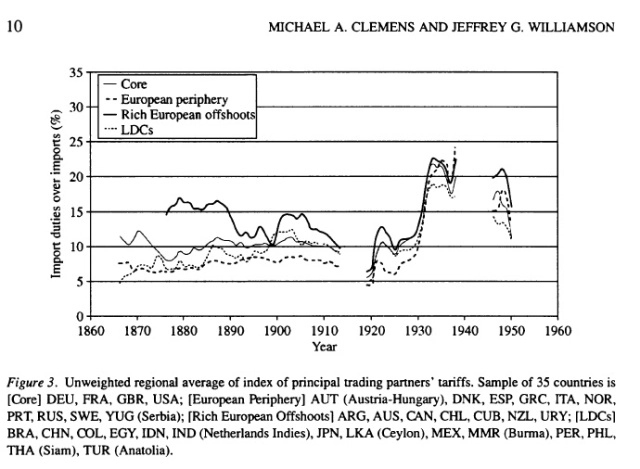 10
MICHAEL A. CLEMENS AND JEFFREY G. WILLIAMSON
Import duties over imports (%)
35
30
25
20
15
10
5
0
Core
European periphery
Rich European offshoots
LDCs
1860 1870 1880 1890 1900 1910 1920 1930 1940 1950 1960
Year
Figure 3. Unweighted regional average of index of principal trading partners' tariffs. Sample of 35 countries is
[Core] DEU, FRA, GBR, USA; [European Periphery] AUT (Austria-Hungary), DNK, ESP, GRC, ITA, NOR,
PRT, RUS, SWE, YUG (Serbia); [Rich European Offshoots] ARG, AUS, CAN, CHL, CUB, NZL, URY; [LDCs]
BRA, CHN, COL, EGY, IDN, IND (Netherlands Indies), JPN, LKA (Ceylon), MEX, MMR (Burma), PER, PHL,
THA (Siam), TUR (Anatolia).